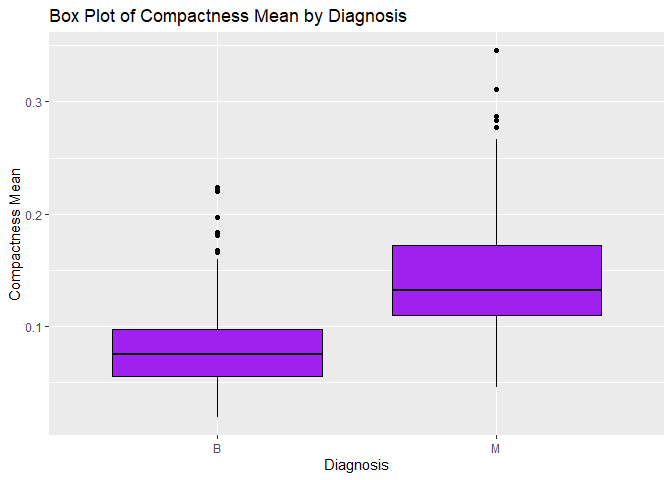 Box Plot of Compactness Mean by Diagnosis
Compactness Mean
0.3
0.2
0.1
B
M
Diagnosis